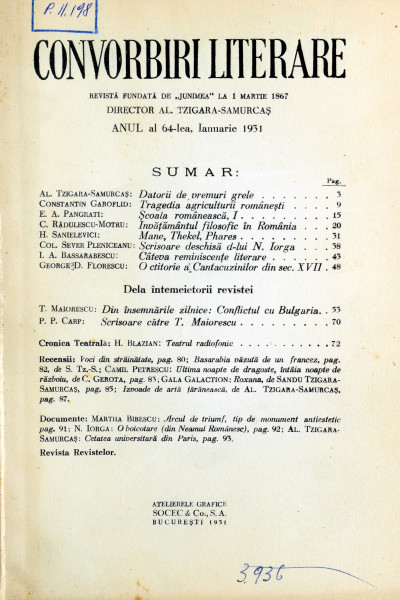 P. II. 198
CONVORBIRI LITERARE
REVISTĂ FUNDATĂ DE „JUNIMEA" LA 1 MARTIE 1867
DIRECTOR AL. TZIGARA-SAMURCAŞ
ANUL al 64-lea, Ianuarie 1931
SUMAR:
Pag.
AL. TZIGARA-SAMURCAŞ: Datorii de vremuri grele . . . . . . . 3
CONSTANTIN GAROFLID: Tragedia agriculturii româneşti . . . . 9
E. A. PANGRATI: Şcoala românească, I . . . . . . . . . 15
C. RĂDULESCU-MOTRU: Învăţământul filosofic în România . . . . 20
H. SANIELEVICI: Mane, Thekel, Phares . . . . . . . . . 31
COL. SEVER PLENICEANU: Scrisoare deschisă d-lui N. Iorga . . . . 38
I. A. BASSARABESCU: Câteva reminiscenţe literare . . . . . . 43
GEORGE D. FLORESCU: O ctitorie a Cantacuzinilor din sec. XVII . 48
Dela întemeietorii revistei
T. MAIORESCU: Din însemnările zilnice: Conflictul cu Bulgaria. . 53
P. P. CARP: Scrisoare către T. Maiorescu . . . . . . . . 70
Cronica Teatrală: H. BLAZIAN: Teatrul radiofonic . . . . . . . 72
Recensii: Foci din străinătate, pag. 80; Basarabia văzută de un francez, pag.
82, de S. Tz.-S.; CAMIL PETRESCU: Ultima noapte de dragoste, întâia noapte de
războiu, de C. GEROTA, pag. 83; GALA GALACTION: Roxana, de SANDU TZIGARA-
SAMURCAŞ, pag. 85; Izvoade de artă ţărănească, de AL. TZIGARA-SAMURCAŞ,
pag. 87,
Documente: MARTHA BIBESCU: Arcul de triumf, tip de monument antiestetic
pag. 91; N. IORGA: O boicotare (din Neamul Românesc), pag. 92; AL. TZIGARA-
SAMURCAŞ: Cetatea universitară din Paris, pag. 93.
Revista Revistelor.
ATELIERELE GRAFICE
SOCEC & Co., S. A.
BUCUREŞTI 1931
3.936